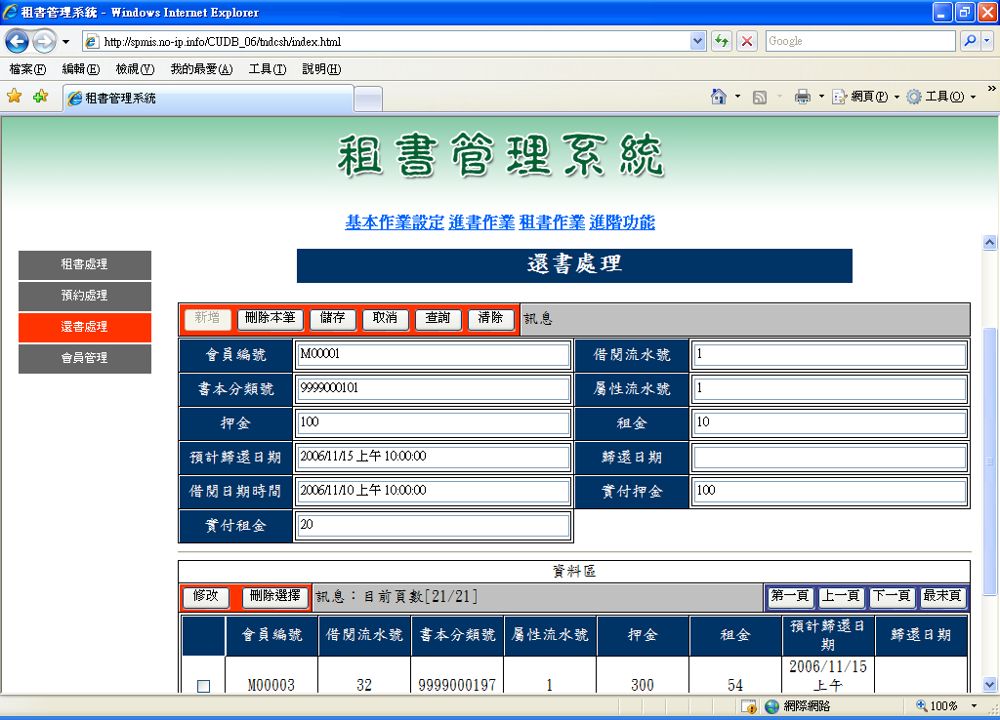 租書管理系統 - Windows Internet Explorer
http://spmis.no-ip.info/CUDB_06/tndcsh/index.html
Google
檔案(F) 編輯(E) 檢視(V) 我的最愛(A) 工具(T) 說明(H)
租書管理系統
網頁(P) 工具(O) »
租書管理系統
基本作業設定 進書作業 租書作業 進階功能
租書處理
預約處理
還書處理
會員管理
還書處理
新增 刪除本筆 儲存 取消 查詢 清除 訊息
會員編號 M00001 借閱流水號 1
書本分類號 9999000101 屬性流水號 1
押金 100 租金 10
預計歸還日期 2006/11/15 上午 10:00:00 歸還日期
借閱日期時間 2006/11/10 上午 10:00:00 實付押金 100
實付租金 20
資料區
修改 刪除選擇 訊息：目前頁數[21/21] 第一頁 上一頁 下一頁 最末頁
會員編號 借閱流水號 書本分類號 屬性流水號 押金 租金 預計歸還日期 歸還日期
M00003 32 9999000197 1 300 54 2006/11/15 上午
網際網路 100%